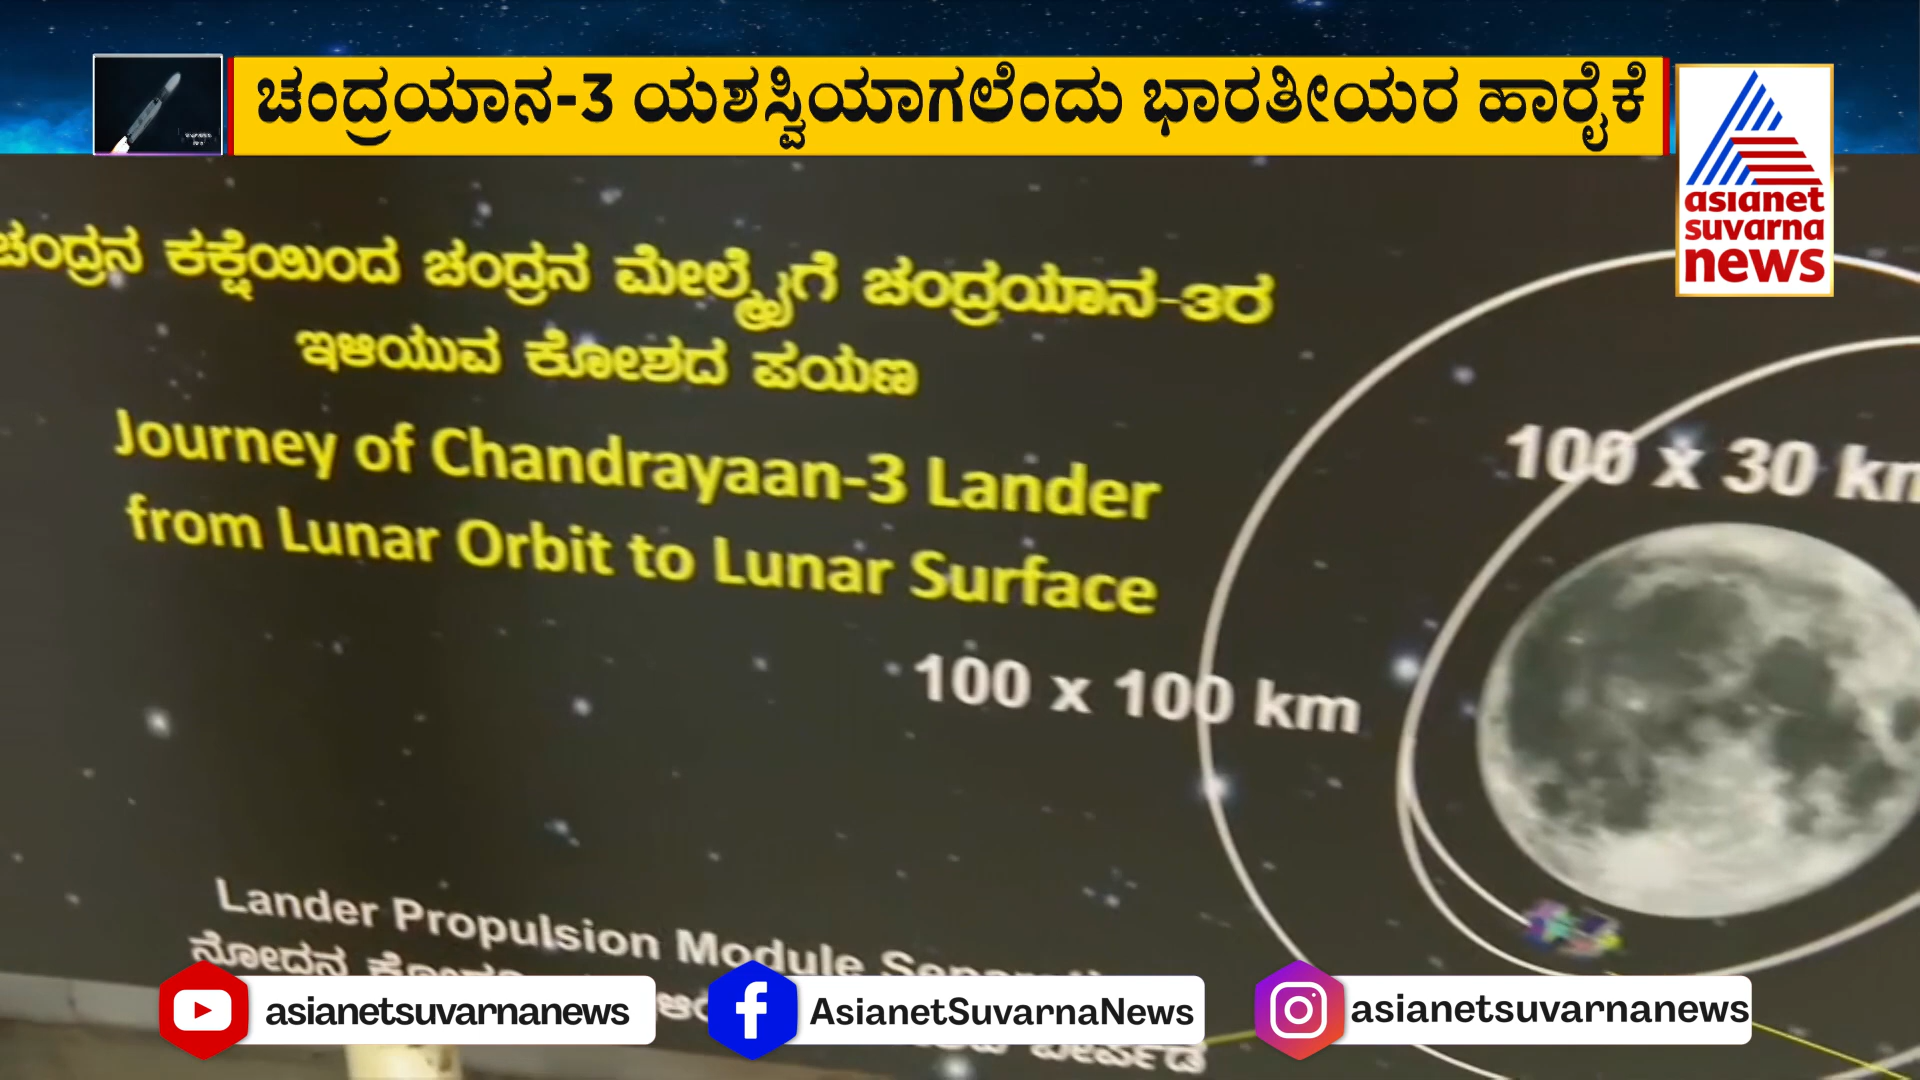 ಚಂದ್ರಯಾನ-3 ಯಶಸ್ವಿಯಾಗಲೆಂದು ಭಾರತೀಯರ ಹಾರೈಕೆ
asianet
suvarna
news
ಚಂದ್ರನ ಕಕ್ಷೆಯಿಂದ ಚಂದ್ರನ ಮೇಲ್ಮೈಗೆ ಚಂದ್ರಯಾನ-3ರ
ಇಳಿಯುವ ಕೋಶದ ಪಯಣ
Journey of Chandrayaan-3 Lander
from Lunar Orbit to Lunar Surface
100 x 30 km
100 x 100 km
Lander Propulsion Module
ನೋದನ
asianetsuvarnanews
AsianetSuvarnaNews
asianetsuvarnanews